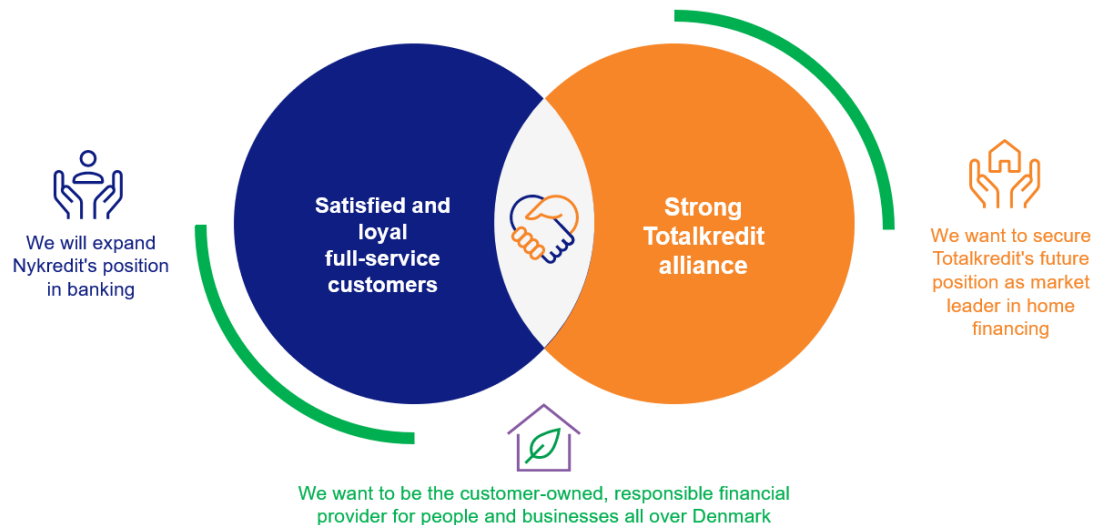 We will expand
Nykredit's position
in banking
Satisfied and
loyal
full-service
customers
Strong
Totalkredit
alliance
We want to secure
Totalkredit's future
position as market
leader in home
financing
We want to be the customer-owned, responsible financial
provider for people and businesses all over Denmark